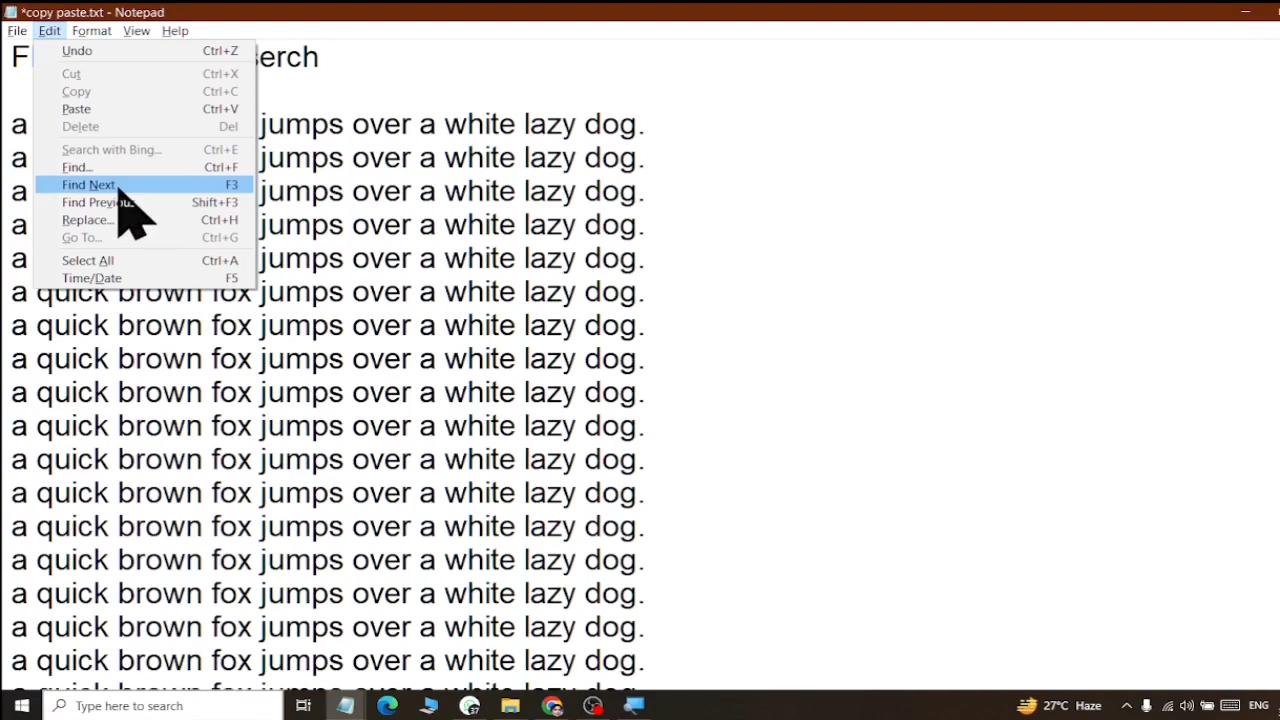 *copy paste.txt - Notepad
File Edit Format View Help
Undo Ctrl+Z
Cut Ctrl+X
Copy Ctrl+C
Paste Ctrl+V
Delete Del
Search with Bing... Ctrl+E
Find... Ctrl+F
Find Next F3
Find Previou Shift+F3
Replace... Ctrl+H
Go To... Ctrl+G
Select All Ctrl+A
Time/Date F5
F serch
a jumps over a white lazy dog.
a jumps over a white lazy dog.
a jumps over a white lazy dog.
a jumps over a white lazy dog.
a jumps over a white lazy dog.
a quick brown fox jumps over a white lazy dog.
a quick brown fox jumps over a white lazy dog.
a quick brown fox jumps over a white lazy dog.
a quick brown fox jumps over a white lazy dog.
a quick brown fox jumps over a white lazy dog.
a quick brown fox jumps over a white lazy dog.
a quick brown fox jumps over a white lazy dog.
a quick brown fox jumps over a white lazy dog.
a quick brown fox jumps over a white lazy dog.
a quick brown fox jumps over a white lazy dog.
a quick brown fox jumps over a white lazy dog.
a quick brown fox jumps over a white lazy dog.
Type here to search 27°C Haze ENG